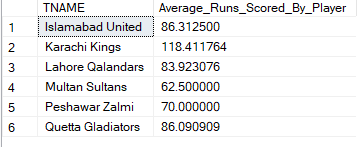 TNAME Average_Runs_Scored_By_Player
1 Islamabad United 86.312500
2 Karachi Kings 118.411764
3 Lahore Qalandars 83.923076
4 Multan Sultans 62.500000
5 Peshawar Zalmi 70.000000
6 Quetta Gladiators 86.090909